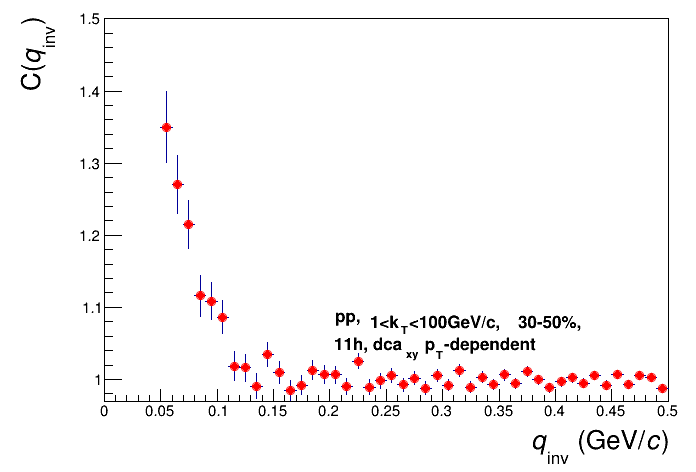 C(q_inv)
1.5
1.4
1.3
1.2
1.1
1
pp, 1<k_T<100GeV/c, 30-50%,
11h, dca_xy p_T-dependent
0 0.05 0.1 0.15 0.2 0.25 0.3 0.35 0.4 0.45 0.5
q_inv (GeV/c)